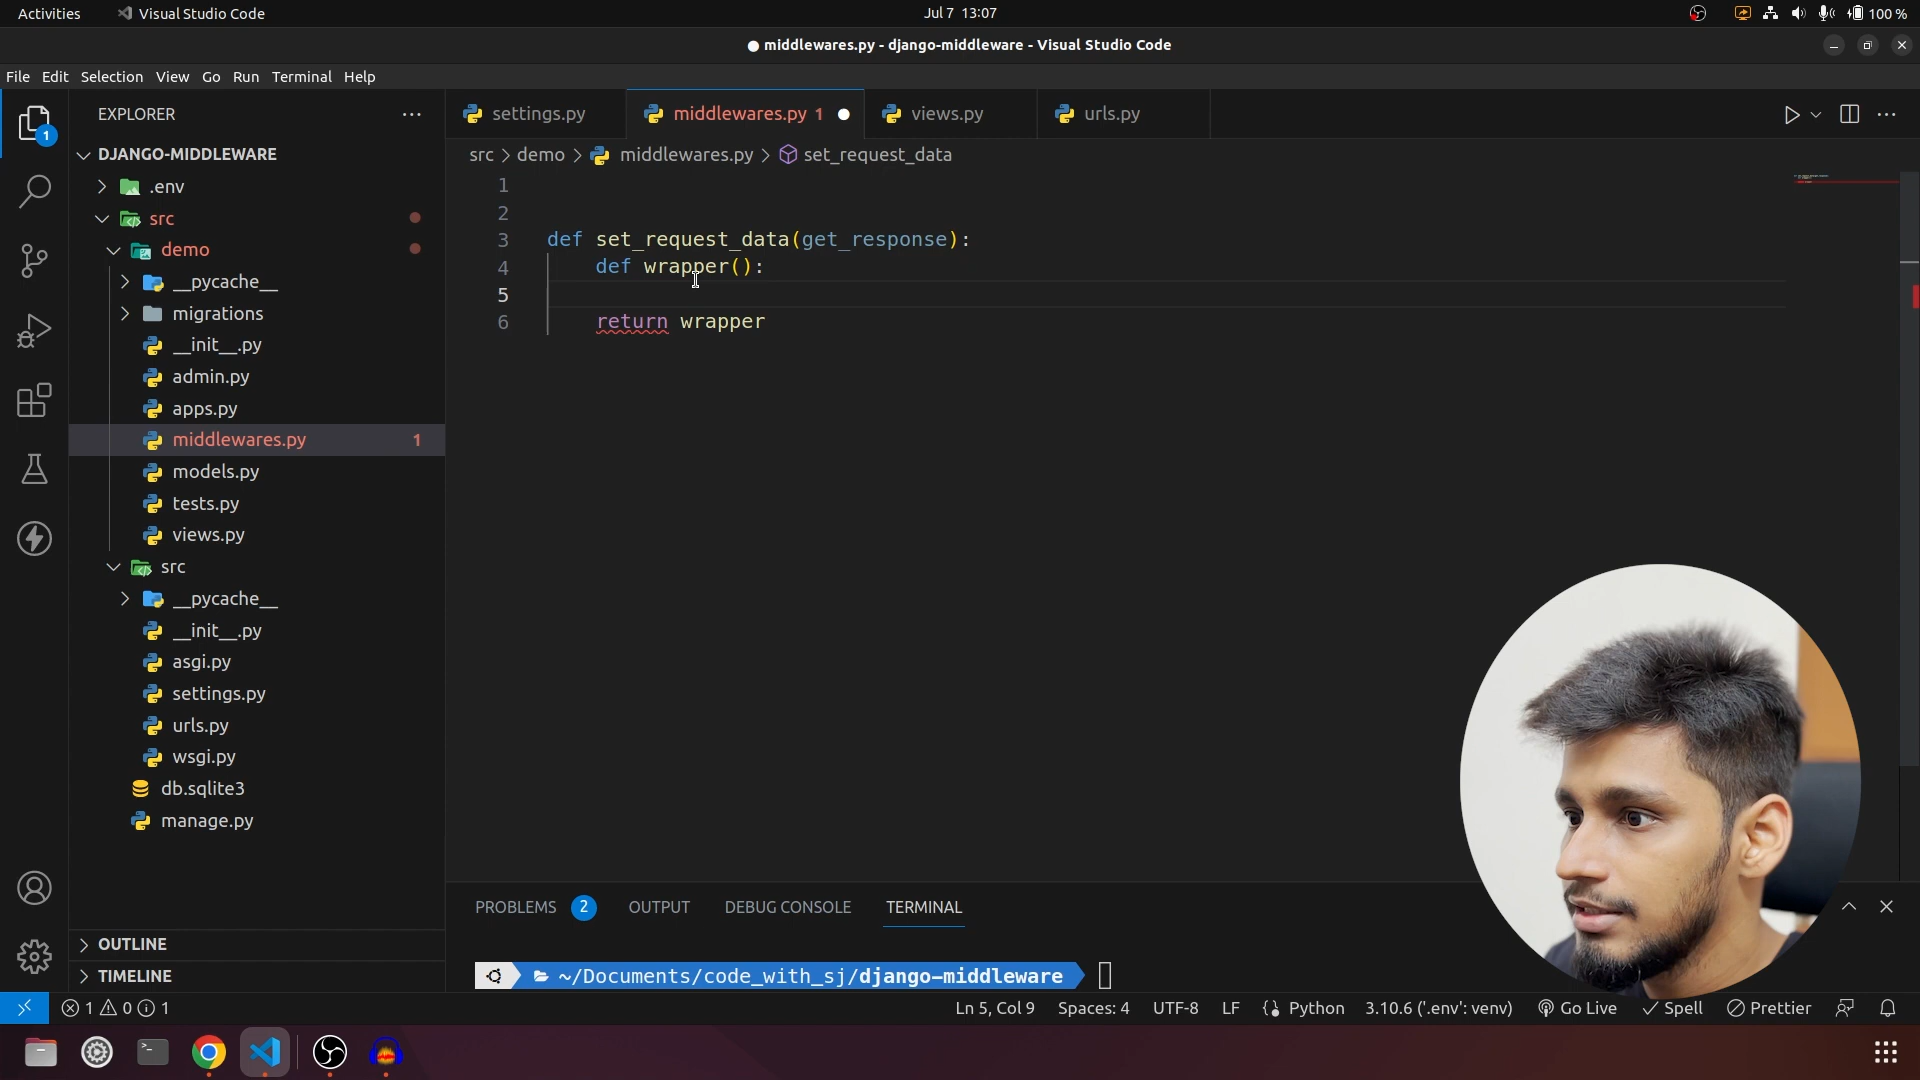 Activities
Visual Studio Code
Jul 7 13:07
100 %
● middlewares.py - django-middleware - Visual Studio Code
File Edit Selection View Go Run Terminal Help
1
EXPLORER
DJANGO-MIDDLEWARE
.env
src
demo
__pycache__
migrations
__init__.py
admin.py
apps.py
middlewares.py 1
models.py
tests.py
views.py
src
__pycache__
__init__.py
asgi.py
settings.py
urls.py
wsgi.py
db.sqlite3
manage.py
OUTLINE
TIMELINE
settings.py middlewares.py 1 views.py urls.py
src > demo > middlewares.py > set_request_data
1
2
3 def set_request_data(get_response):
4 def wrapper():
5
6 return wrapper
PROBLEMS 2 OUTPUT DEBUG CONSOLE TERMINAL
~/Documents/code_with_sj/django-middleware
1 0 1
Ln 5, Col 9 Spaces: 4 UTF-8 LF Python 3.10.6 ('.env': venv) Go Live Spell Prettier